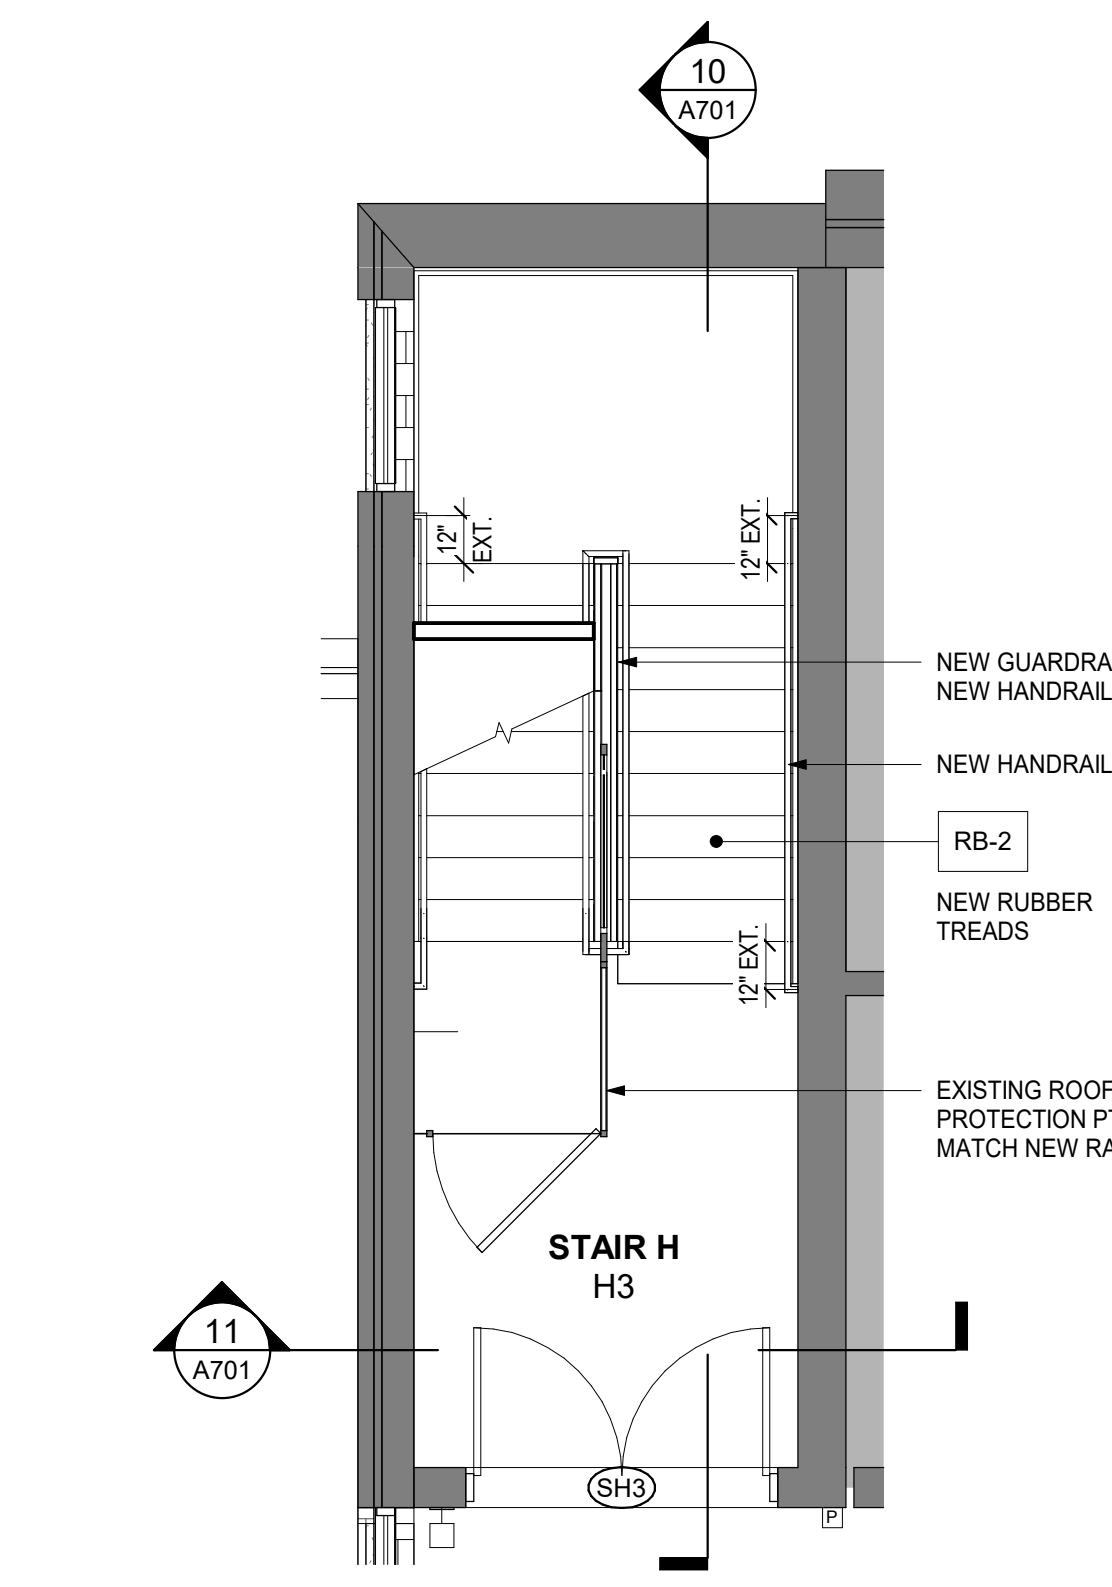 10
A701
12"
EXT.
12" EXT.
NEW GUARDRA
NEW HANDRAIL
NEW HANDRAIL
RB-2
NEW RUBBER
TREADS
12" EXT.
EXISTING ROOF
PROTECTION PT
MATCH NEW RA
STAIR H
H3
11
A701
SH3
P